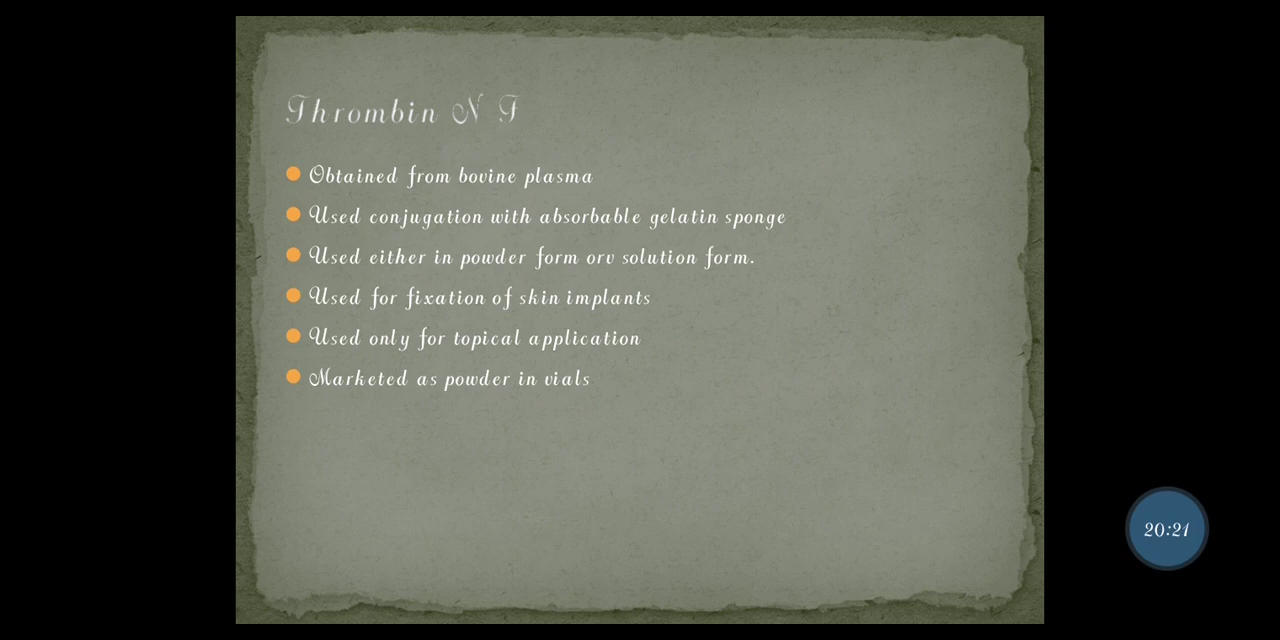 Thrombin N F
Obtained from bovine plasma
Used conjugation with absorbable gelatin sponge
Used either in powder form orv solution form.
Used for fixation of skin implants
Used only for topical application
Marketed as powder in vials
20:21